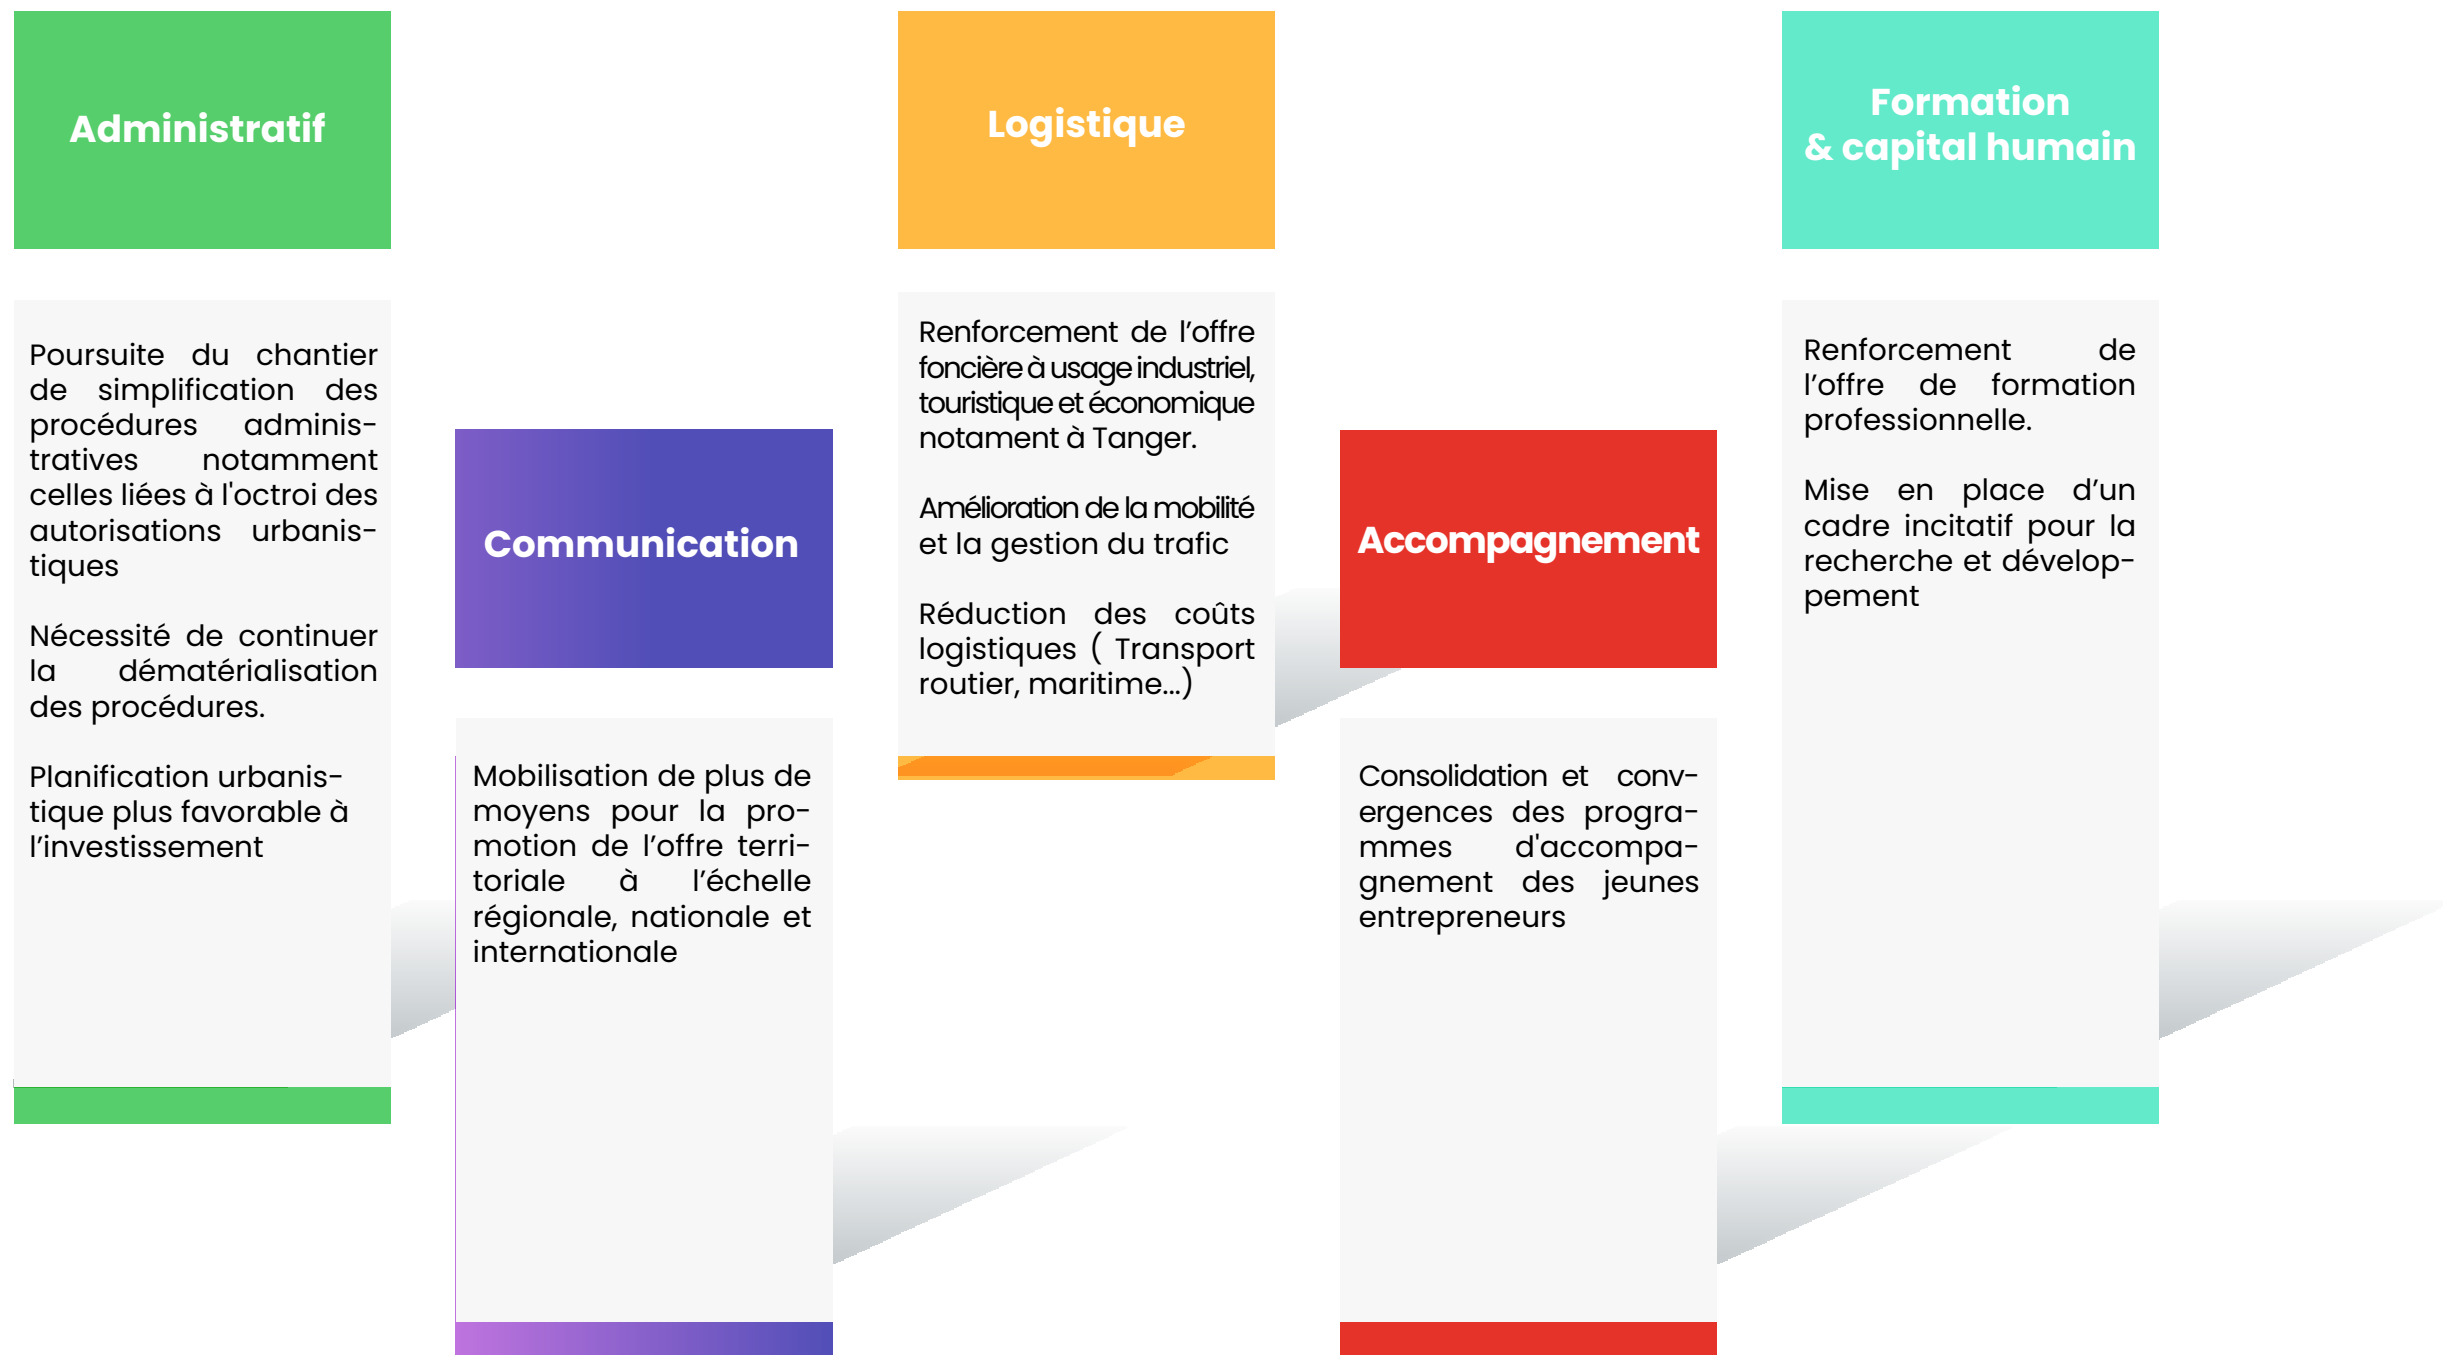 Administratif
Poursuite du chantier
de simplification des
procédures adminis-
tratives notamment
celles liées à l'octroi des
autorisations urbanis-
tiques
Nécessité de continuer
la dématérialisation
des procédures.
Planification urbanis-
tique plus favorable à
l’investissement
Communication
Mobilisation de plus de
moyens pour la pro-
motion de l’offre terri-
toriale à l’échelle
régionale, nationale et
internationale
Logistique
Renforcement de l’offre
foncière à usage industriel,
touristique et économique
notament à Tanger.
Amélioration de la mobilité
et la gestion du trafic
Réduction des coûts
logistiques ( Transport
routier, maritime...)
Accompagnement
Consolidation et conv-
ergences des progra-
mmes d'accompa-
gnement des jeunes
entrepreneurs
Formation
& capital humain
Renforcement de
l’offre de formation
professionnelle.
Mise en place d’un
cadre incitatif pour la
recherche et dévelop-
pement